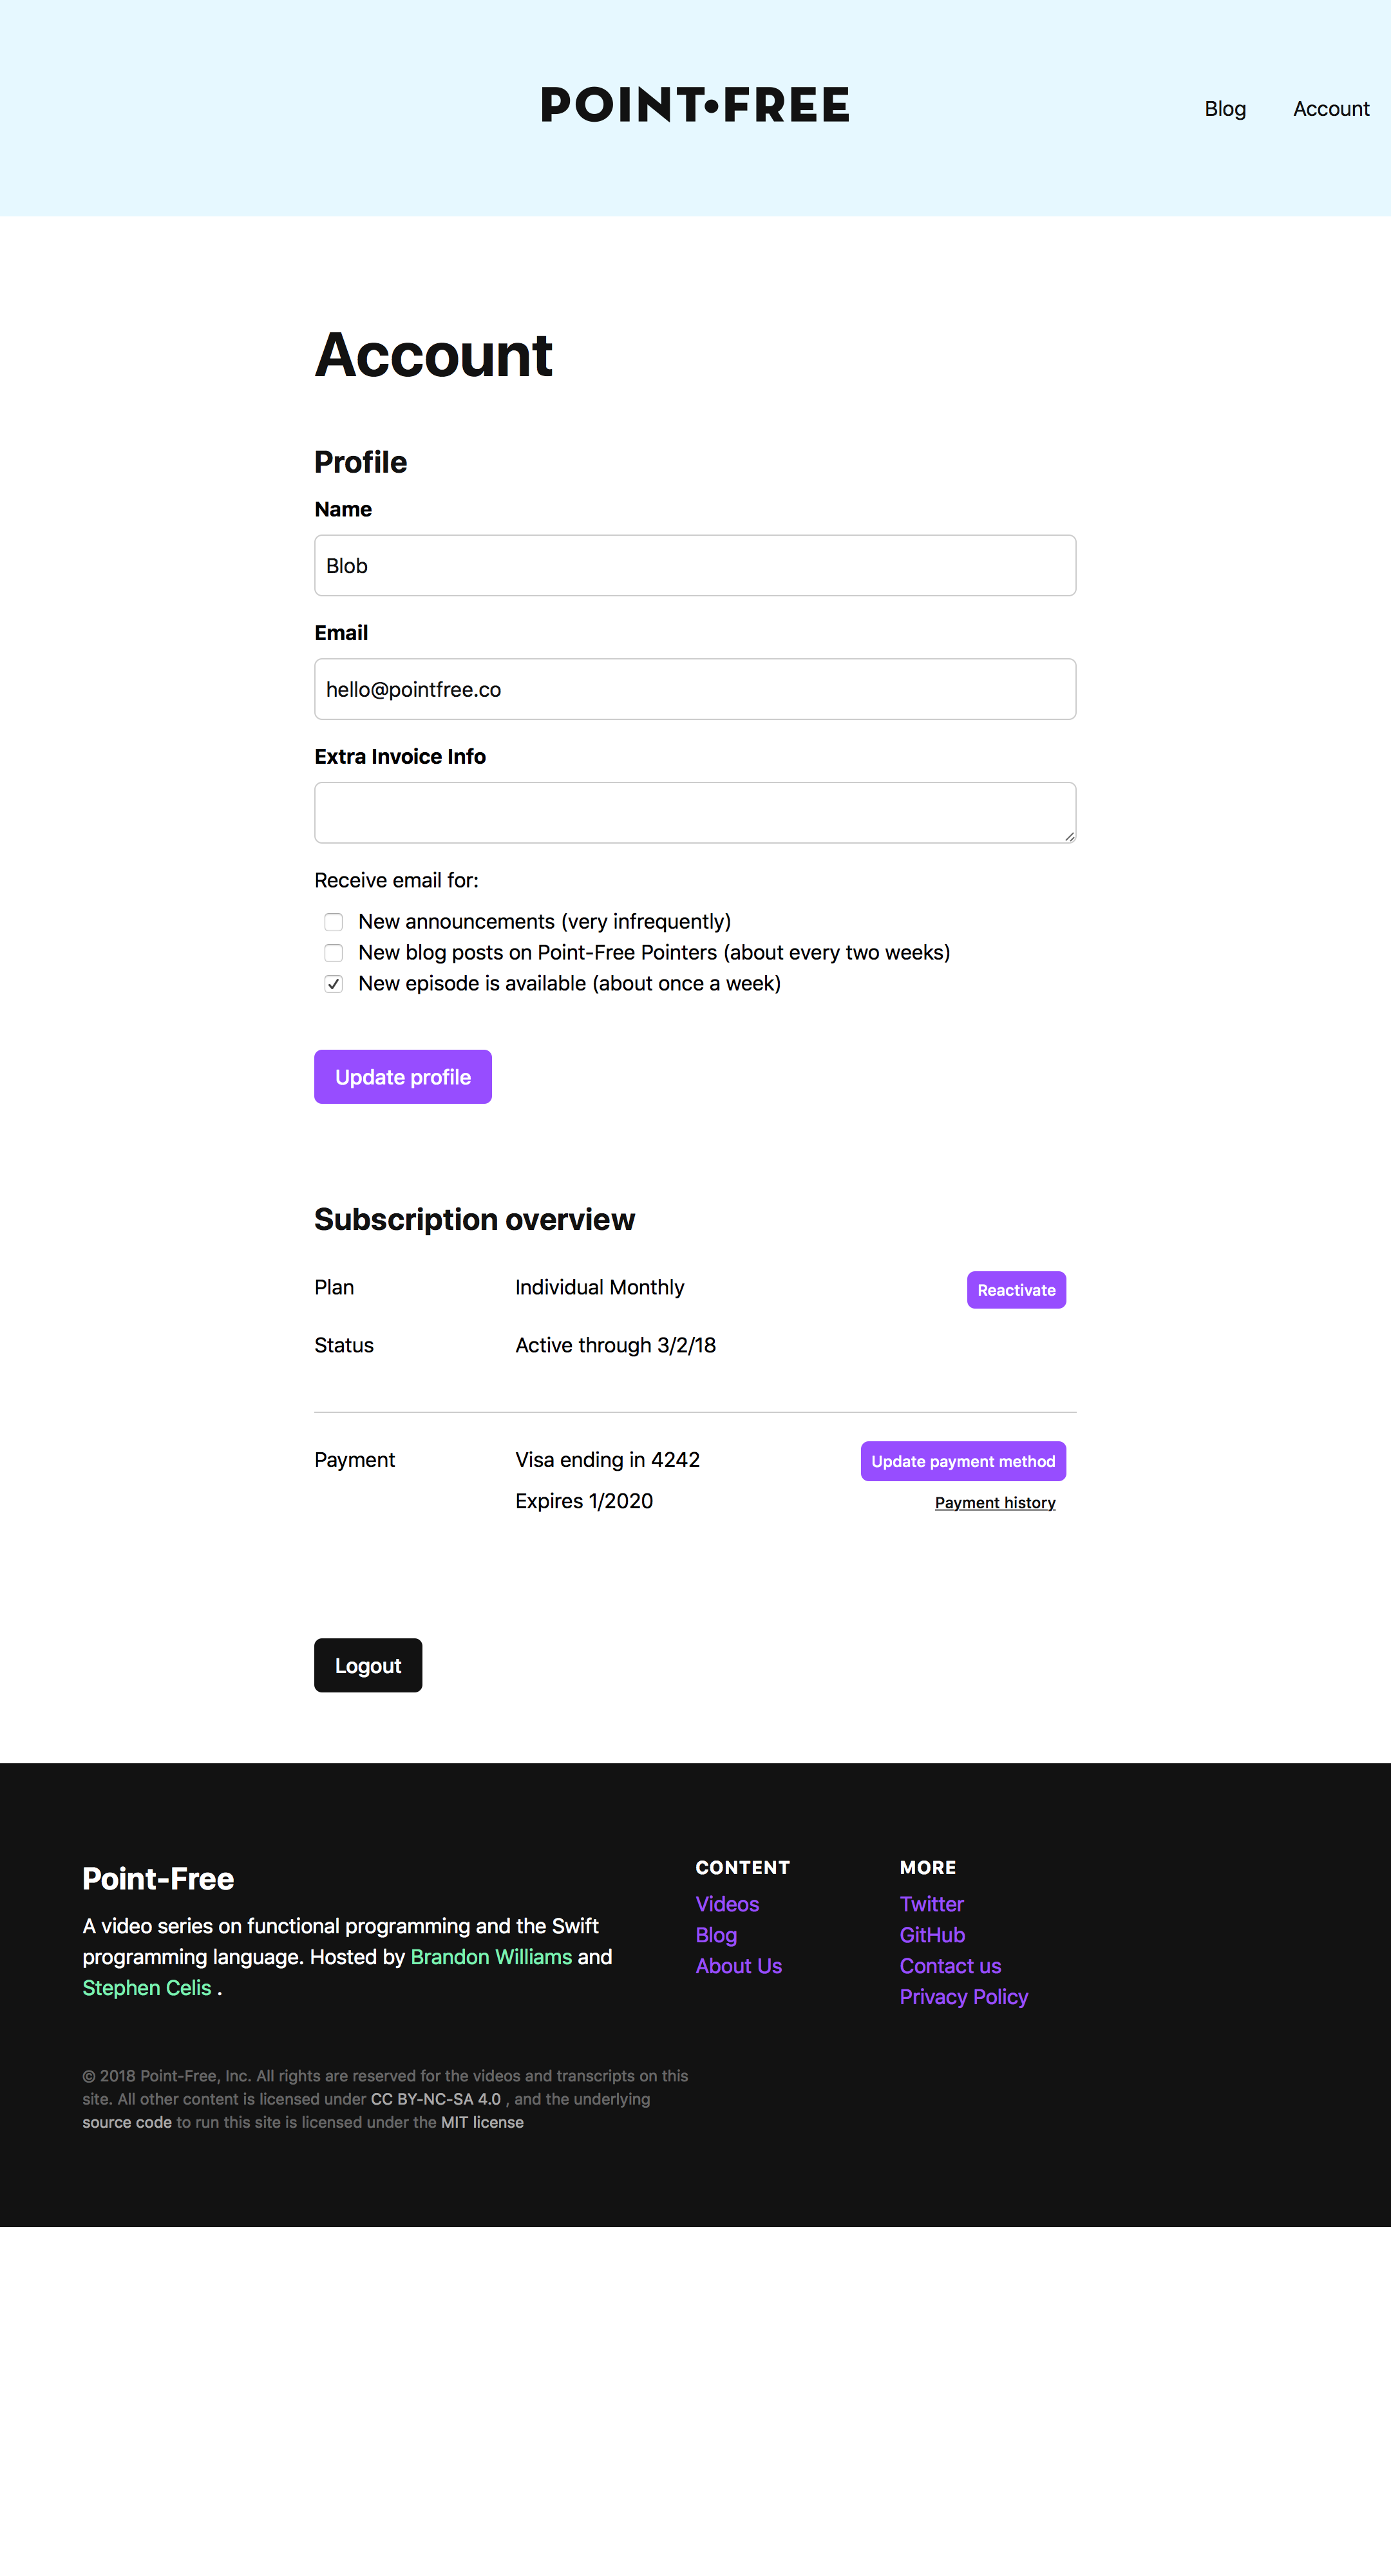 POINT•FREE
Blog
Account
Account
Profile
Name
Blob
Email
hello@pointfree.co
Extra Invoice Info
Receive email for:
New announcements (very infrequently)
New blog posts on Point-Free Pointers (about every two weeks)
New episode is available (about once a week)
Update profile
Subscription overview
Plan
Individual Monthly
Reactivate
Status
Active through 3/2/18
Payment
Visa ending in 4242
Update payment method
Expires 1/2020
Payment history
Logout
Point-Free
A video series on functional programming and the Swift
programming language. Hosted by Brandon Williams and
Stephen Celis .
CONTENT
Videos
Blog
About Us
MORE
Twitter
GitHub
Contact us
Privacy Policy
© 2018 Point-Free, Inc. All rights are reserved for the videos and transcripts on this
site. All other content is licensed under CC BY-NC-SA 4.0 , and the underlying
source code to run this site is licensed under the MIT license